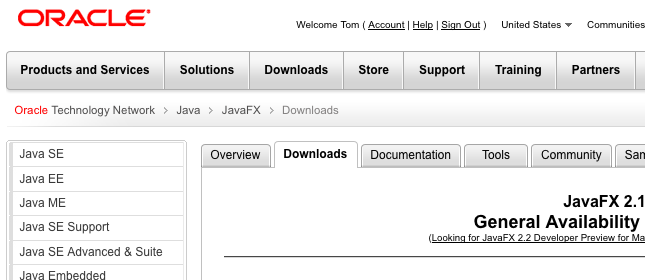 ORACLE
Welcome Tom ( Account | Help | Sign Out ) United States Communities
Products and Services Solutions Downloads Store Support Training Partners
Oracle Technology Network > Java > JavaFX > Downloads
Java SE
Java EE
Java ME
Java SE Support
Java SE Advanced & Suite
Java Embedded
Overview Downloads Documentation Tools Community Sam
JavaFX 2.1
General Availability
(Looking for JavaFX 2.2 Developer Preview for Ma